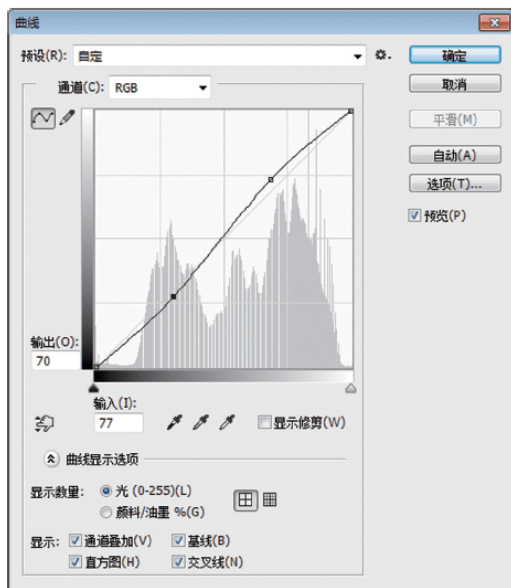 曲线
预设(R): 自定
确定
通道(C): RGB
取消
平滑(M)
自动(A)
选项(T)...
预览(P)
输出(O):
70
输入(I):
77
显示修剪(W)
曲线显示选项
显示数量: 光 (0-255)(L)
颜料/油墨 %(G)
显示: 通道叠加(V) 基线(B)
直方图(H) 交叉线(N)